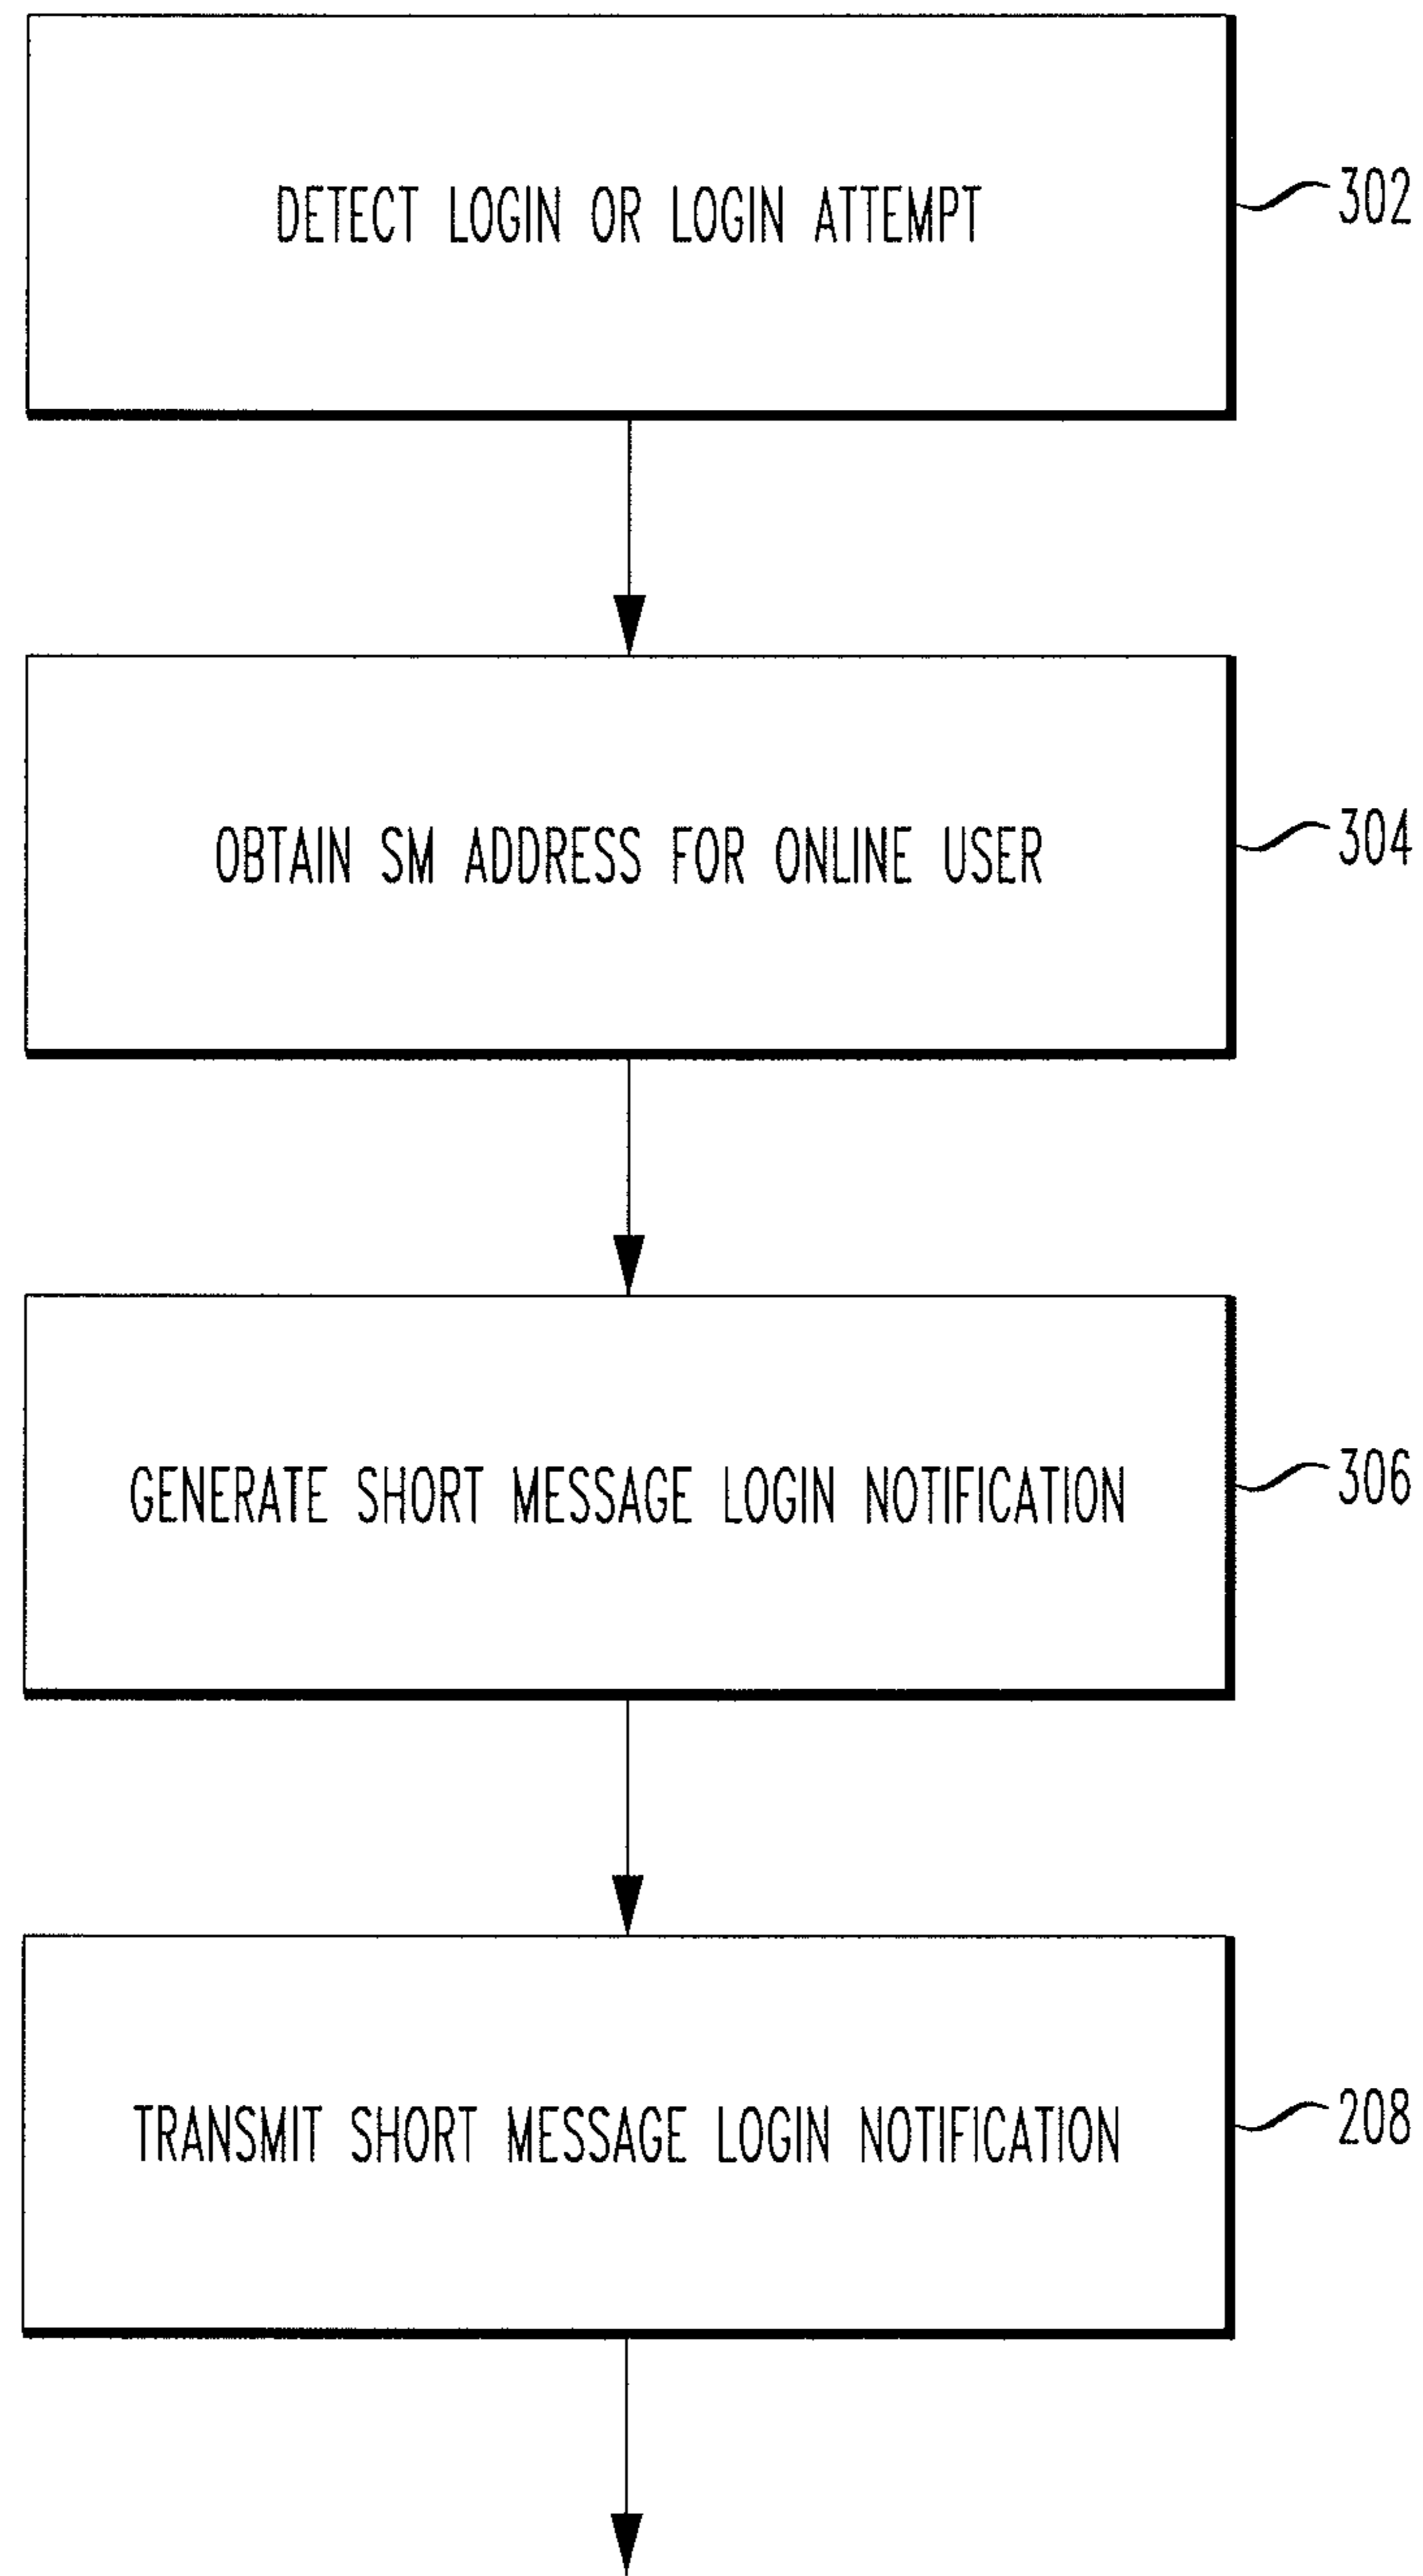 DETECT LOGIN OR LOGIN ATTEMPT
302
OBTAIN SM ADDRESS FOR ONLINE USER
304
GENERATE SHORT MESSAGE LOGIN NOTIFICATION
306
TRANSMIT SHORT MESSAGE LOGIN NOTIFICATION
208